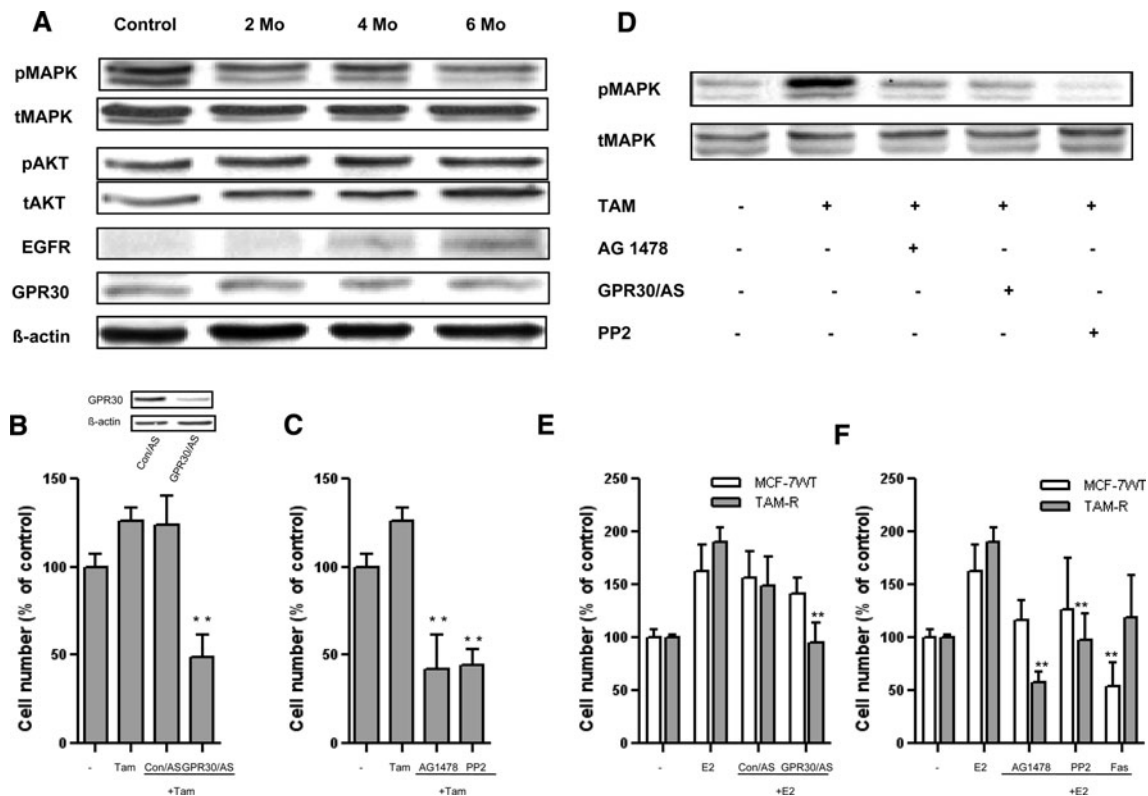 A
Control 2 Mo 4 Mo 6 Mo
pMAPK
tMAPK
pAKT
tAKT
EGFR
GPR30
ß-actin
D
pMAPK
tMAPK
TAM - + + + +
AG 1478 - - + - -
GPR30/AS - - - + -
PP2 - - - - +
B
GPR30
ß-actin
Con/AS
GPR30/AS
Cell number (% of control)
150
100
50
0
**
- Tam Con/AS GPR30/AS
+Tam
C
Cell number (% of control)
150
100
50
0
** **
- Tam AG1478 PP2
+Tam
E
Cell number (% of control)
250
200
150
100
50
0
MCF-7WT
TAM-R
**
- E2 Con/AS GPR30/AS
+E2
F
Cell number (% of control)
250
200
150
100
50
0
MCF-7WT
TAM-R
** ** **
- E2 AG1478 PP2 Fas
+E2